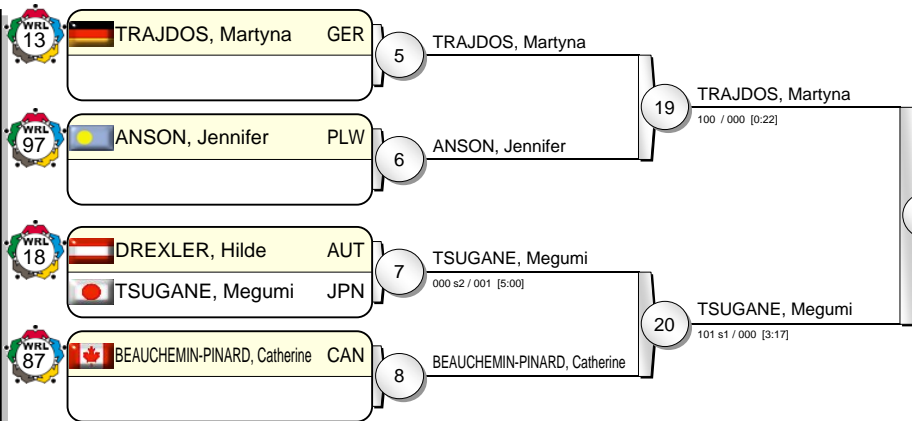 WRL
13
TRAJDOS, Martyna GER
5
TRAJDOS, Martyna
19
TRAJDOS, Martyna
100 / 000 [0:22]
WRL
97
ANSON, Jennifer PLW
6
ANSON, Jennifer
WRL
18
DREXLER, Hilde AUT
TSUGANE, Megumi JPN
7
TSUGANE, Megumi
000 s2 / 001 [5:00]
20
TSUGANE, Megumi
101 s1 / 000 [3:17]
WRL
87
BEAUCHEMIN-PINARD, Catherine CAN
8
BEAUCHEMIN-PINARD, Catherine